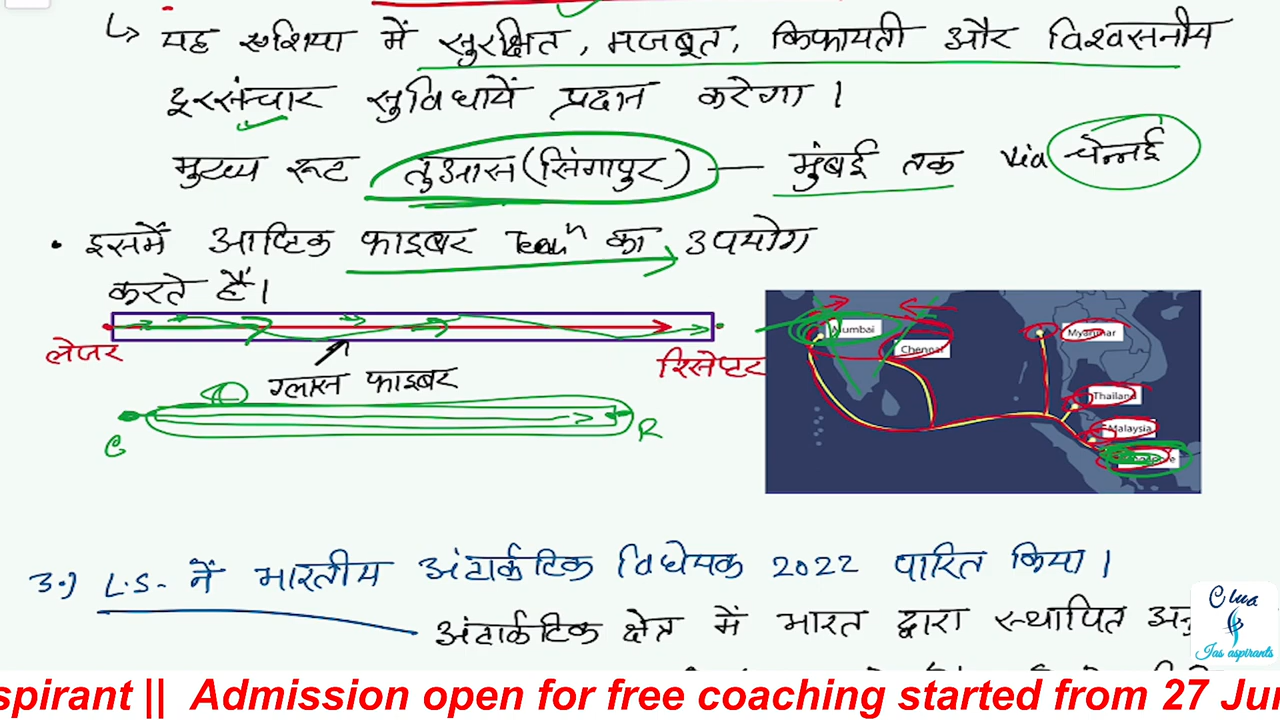 ↳ यह एशिया में सुरक्षित, मजबूत, किफायती और विश्वसनीय
दूरसंचार सुविधायें प्रदान करेगा ।
मुख्य रूट तुआस (सिंगापुर) — मुंबई तक via चेन्नई
• इसमें आप्टिक फाइबर Techⁿ का उपयोग
करते हैं।
लेजर
रिसेप्टर
ग्लास फाइबर
R
Mumbai
Chennai
Myanmar
Thailand
Malaysia
3.) L.S. में भारतीय अंटार्कटिक विधेयक 2022 पारित किया ।
अंटार्कटिक क्षेत्र में भारत द्वारा स्थापित
Ias aspirants
spirant || Admission open for free coaching started from 27 Jun